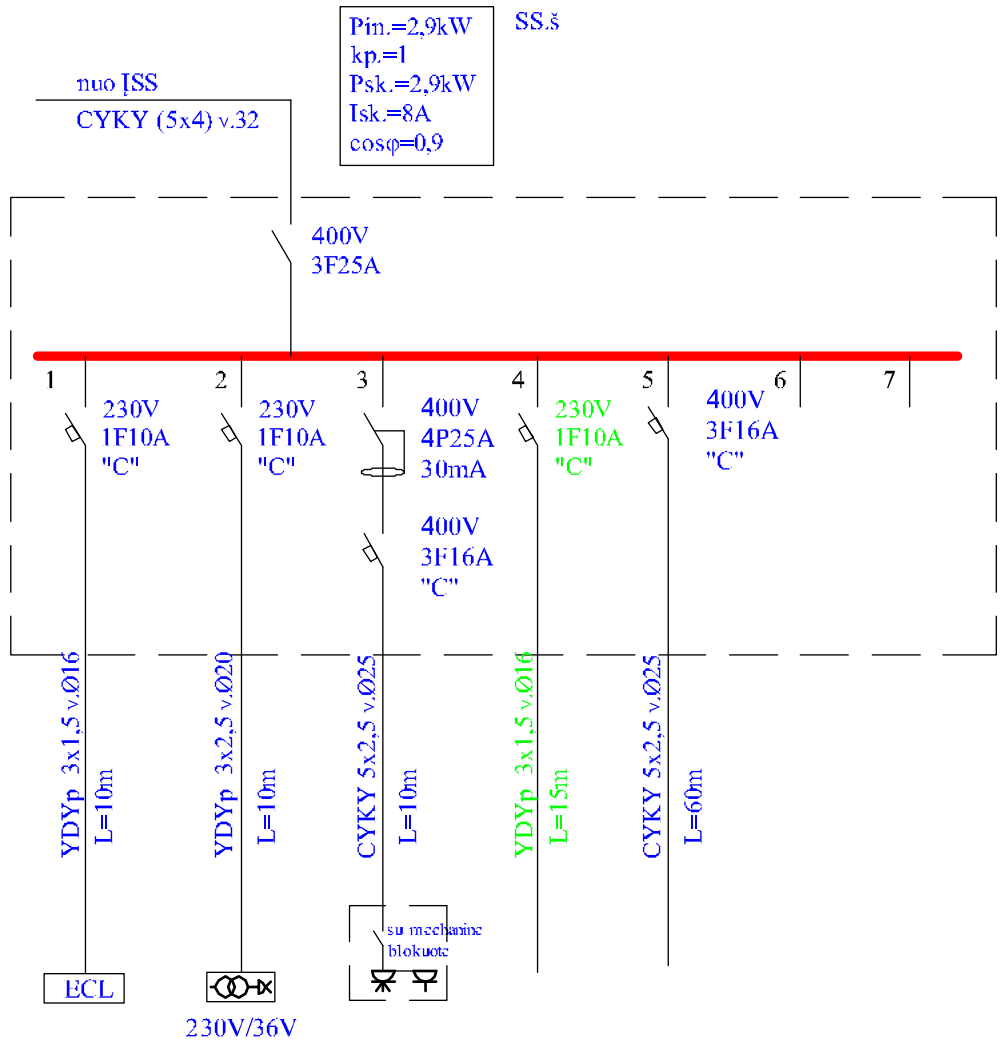 Pin.=2,9kW
kp.=1
Psk.=2,9kW
Isk.=8A
cosφ=0,9
SS.š
nuo ĮSS
CYKY (5x4) v.32
400V
3F25A
1
2
3
4
5
6
7
230V
1F10A
"C"
230V
1F10A
"C"
400V
4P25A
30mA
400V
3F16A
"C"
230V
1F10A
"C"
400V
3F16A
"C"
YDYp 3x1,5 v.Ø16
L=10m
YDYp 3x2,5 v.Ø20
L=10m
CYKY 5x2,5 v.Ø25
L=10m
YDYp 3x1,5 v.Ø16
L=15m
CYKY 5x2,5 v.Ø25
L=60m
ECL
230V/36V
su mechanine
blokuote